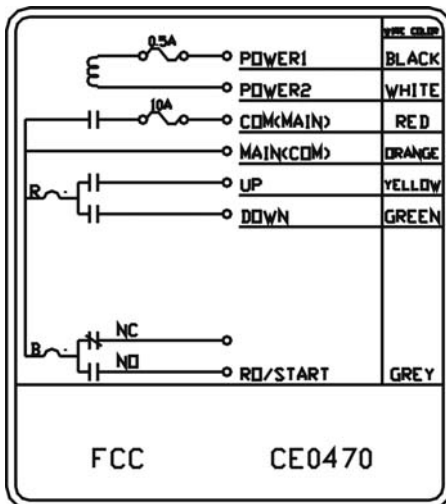 WIRE COLOR
0.5A
POWER1 BLACK
POWER2 WHITE
10A
COM(MAIN) RED
MAIN(COM) ORANGE
R UP YELLOW
DOWN GREEN
B NC
NO RO/START GREY
FCC CE0470